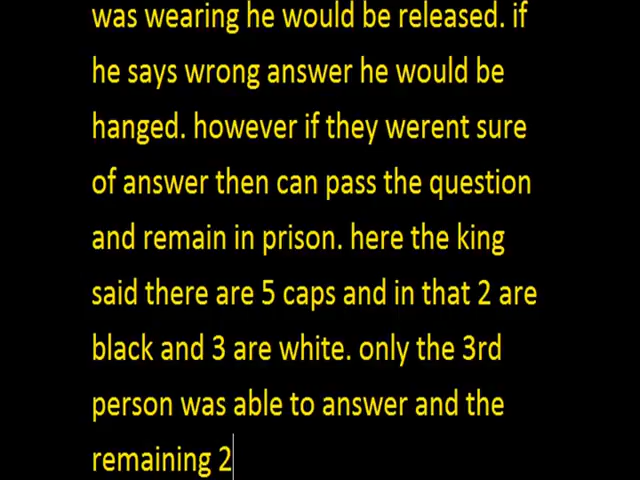 was wearing he would be released. if
he says wrong answer he would be
hanged. however if they werent sure
of answer then can pass the question
and remain in prison. here the king
said there are 5 caps and in that 2 are
black and 3 are white. only the 3rd
person was able to answer and the
remaining 2